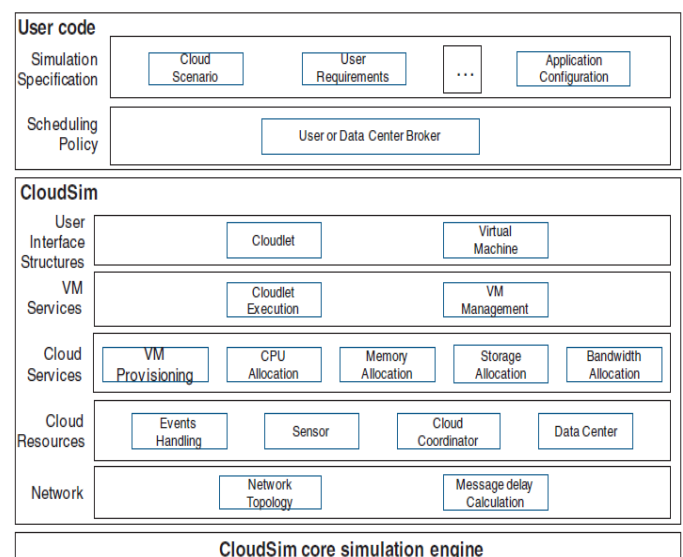 User code
Simulation
Specification
Cloud
Scenario
User
Requirements
...
Application
Configuration
Scheduling
Policy
User or Data Center Broker
CloudSim
User
Interface
Structures
Cloudlet
Virtual
Machine
VM
Services
Cloudlet
Execution
VM
Management
Cloud
Services
VM
Provisioning
CPU
Allocation
Memory
Allocation
Storage
Allocation
Bandwidth
Allocation
Cloud
Resources
Events
Handling
Sensor
Cloud
Coordinator
Data Center
Network
Network
Topology
Message delay
Calculation
CloudSim core simulation engine